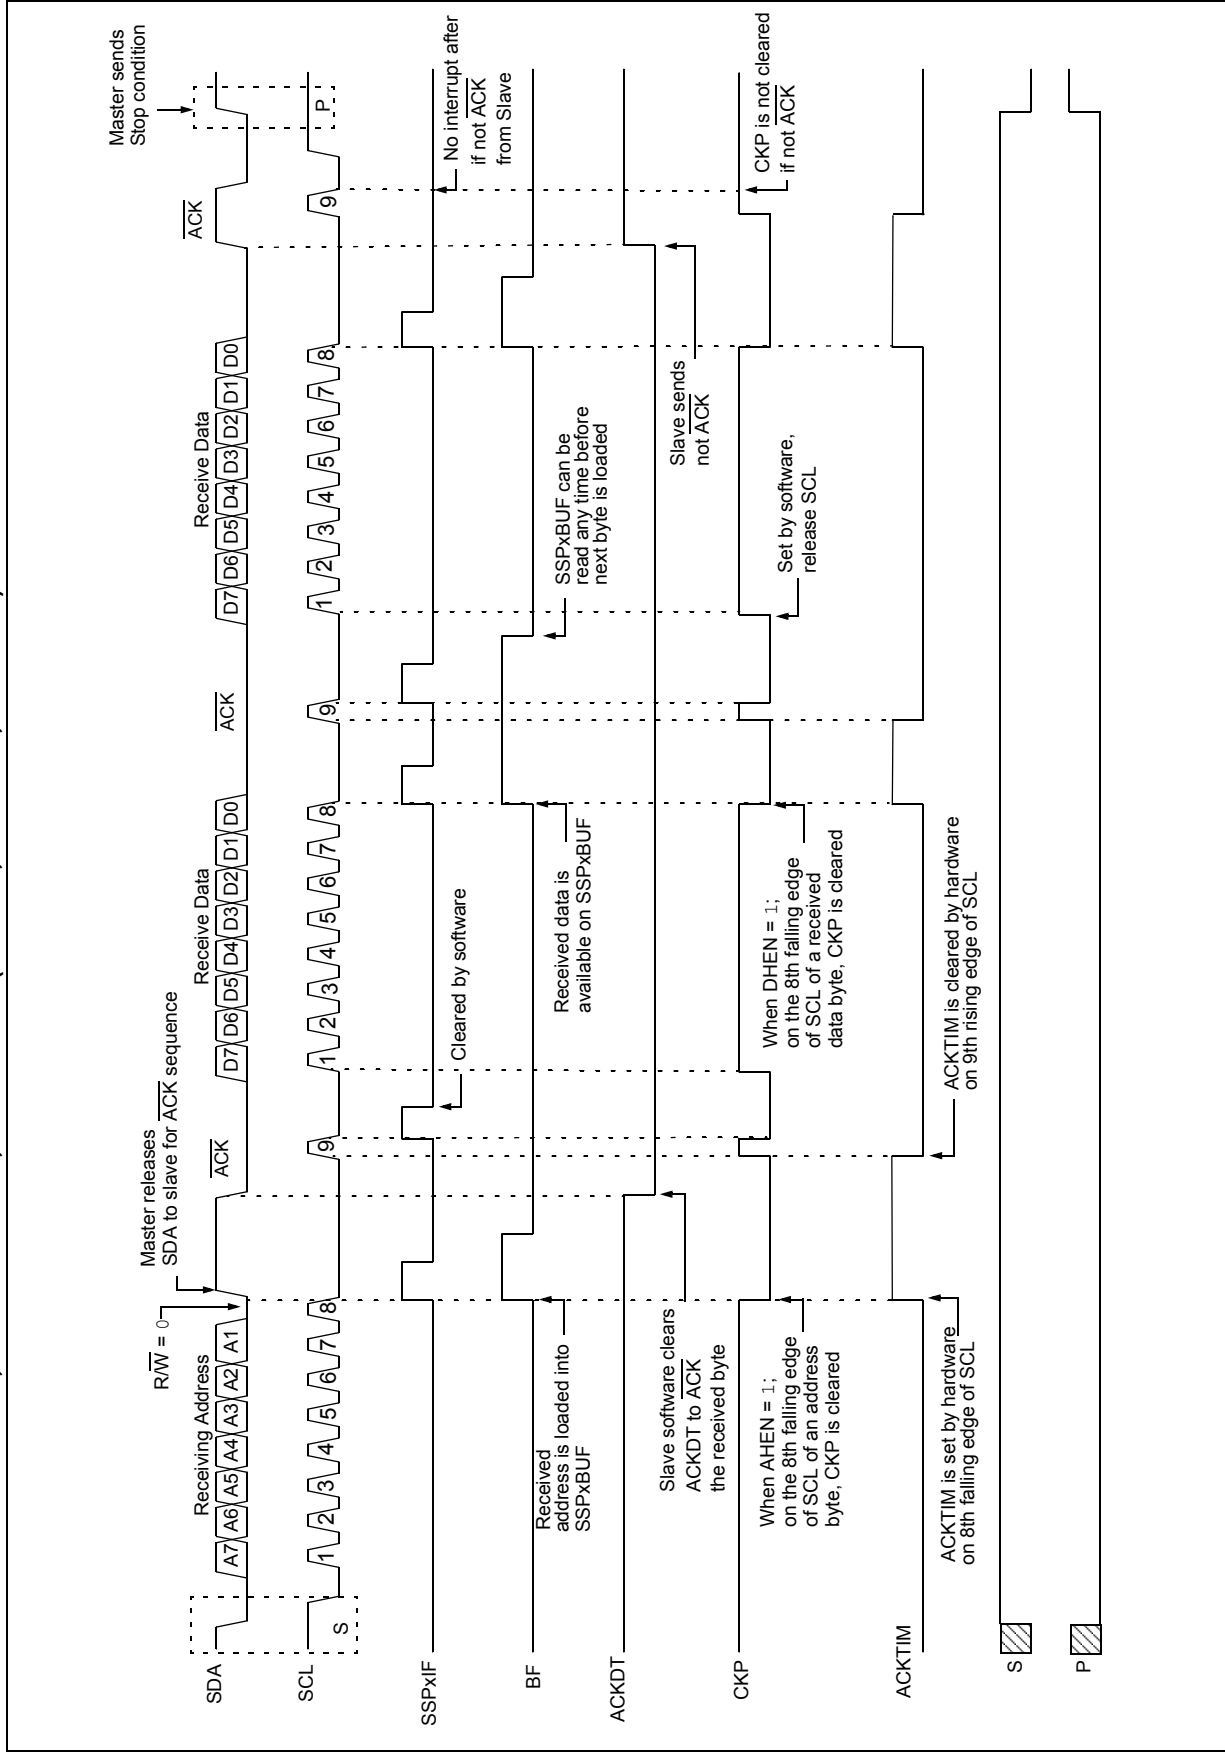 Master sends
Stop condition
Master releases
SDA to slave for ACK sequence
R/W = 0
Receiving Address
ACK
Receive Data
ACK
Receive Data
ACK
SDA
A7 A6 A5 A4 A3 A2 A1
D7 D6 D5 D4 D3 D2 D1 D0
D7 D6 D5 D4 D3 D2 D1 D0
SCL
S
1 2 3 4 5 6 7 8 9
1 2 3 4 5 6 7 8 9
1 2 3 4 5 6 7 8 9
P
SSPxIF
Cleared by software
No interrupt after
if not ACK
from Slave
BF
Received
address is loaded into
SSPxBUF
Received data is
available on SSPxBUF
SSPxBUF can be
read any time before
next byte is loaded
ACKDT
Slave software clears
ACKDT to ACK
the received byte
Slave sends
not ACK
CKP
When AHEN = 1;
on the 8th falling edge
of SCL of an address
byte, CKP is cleared
When DHEN = 1;
on the 8th falling edge
of SCL of a received
data byte, CKP is cleared
Set by software,
release SCL
CKP is not cleared
if not ACK
ACKTIM
ACKTIM is set by hardware
on 8th falling edge of SCL
ACKTIM is cleared by hardware
on 9th rising edge of SCL
S
P